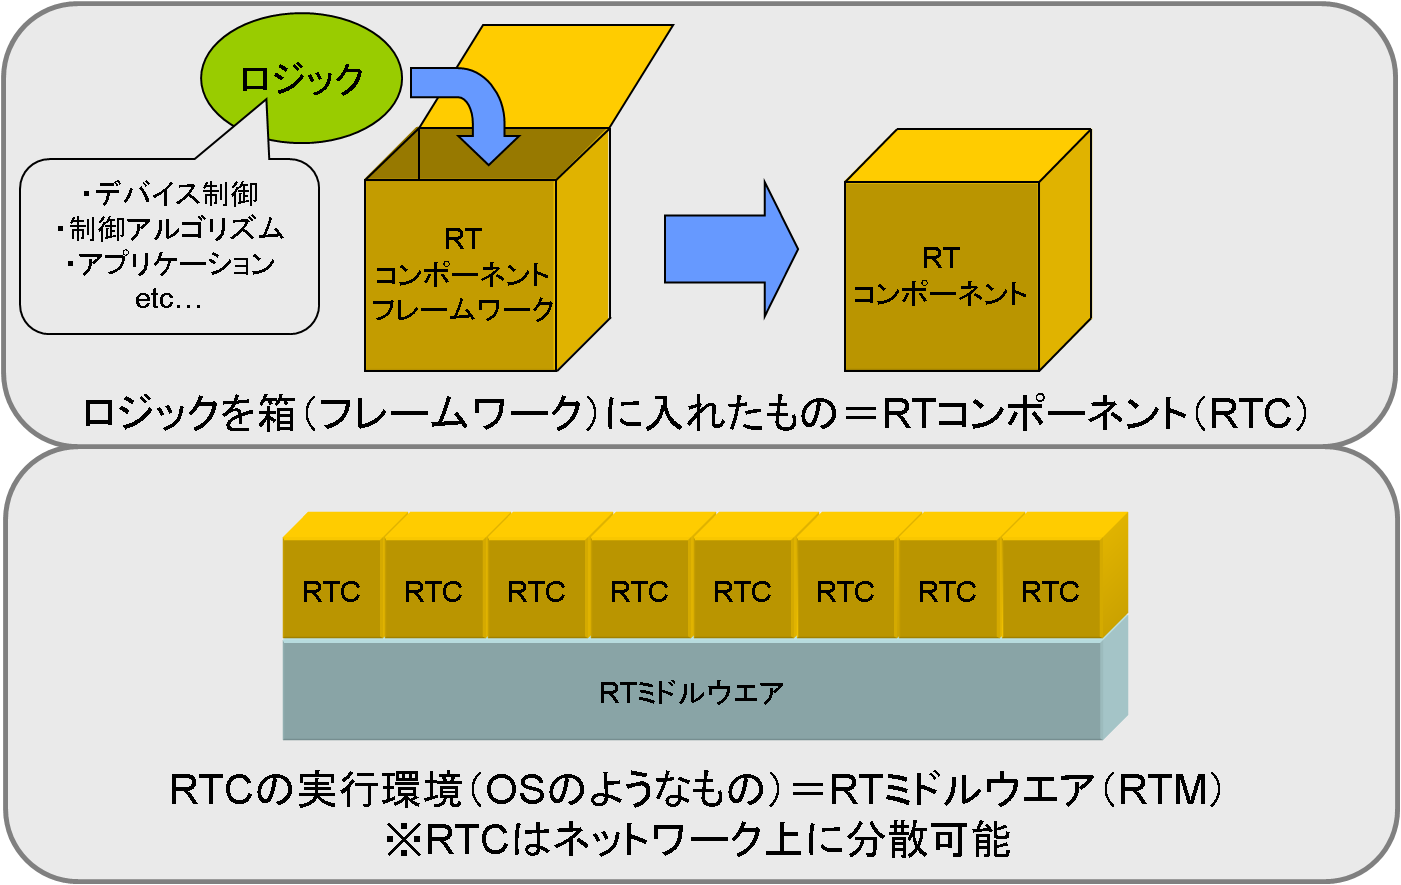 ロジック
・デバイス制御
・制御アルゴリズム
・アプリケーション
etc…
RT
コンポーネント
フレームワーク
RT
コンポーネント
ロジックを箱（フレームワーク）に入れたもの＝RTコンポーネント（RTC）
RTC RTC RTC RTC RTC RTC RTC RTC
RTミドルウエア
RTCの実行環境（OSのようなもの）＝RTミドルウエア（RTM）
※RTCはネットワーク上に分散可能